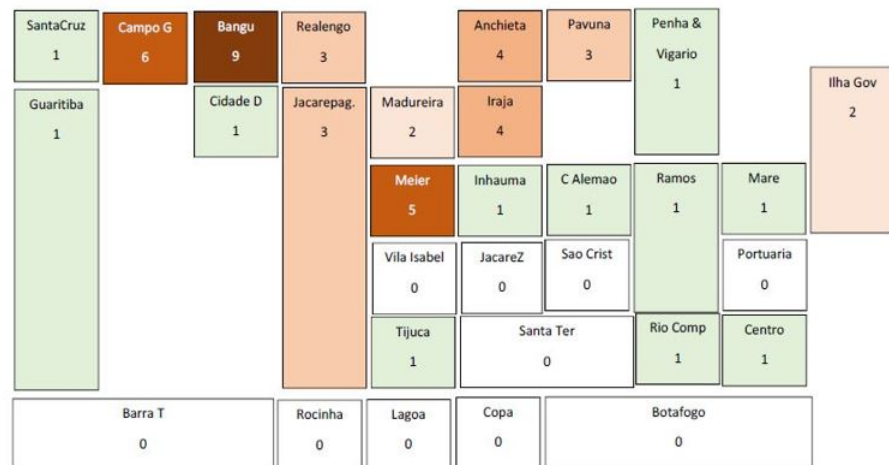 SantaCruz
1
Campo G
6
Bangu
9
Realengo
3
Anchieta
4
Pavuna
3
Penha &
Vigario
1
Ilha Gov
2
Guaritiba
1
Cidade D
1
Jacarepag.
3
Madureira
2
Iraja
4
Meier
5
Inhauma
1
C Alemao
1
Ramos
1
Mare
1
Vila Isabel
0
JacareZ
0
Sao Crist
0
Portuaria
0
Tijuca
1
Santa Ter
0
Rio Comp
1
Centro
1
Barra T
0
Rocinha
0
Lagoa
0
Copa
0
Botafogo
0